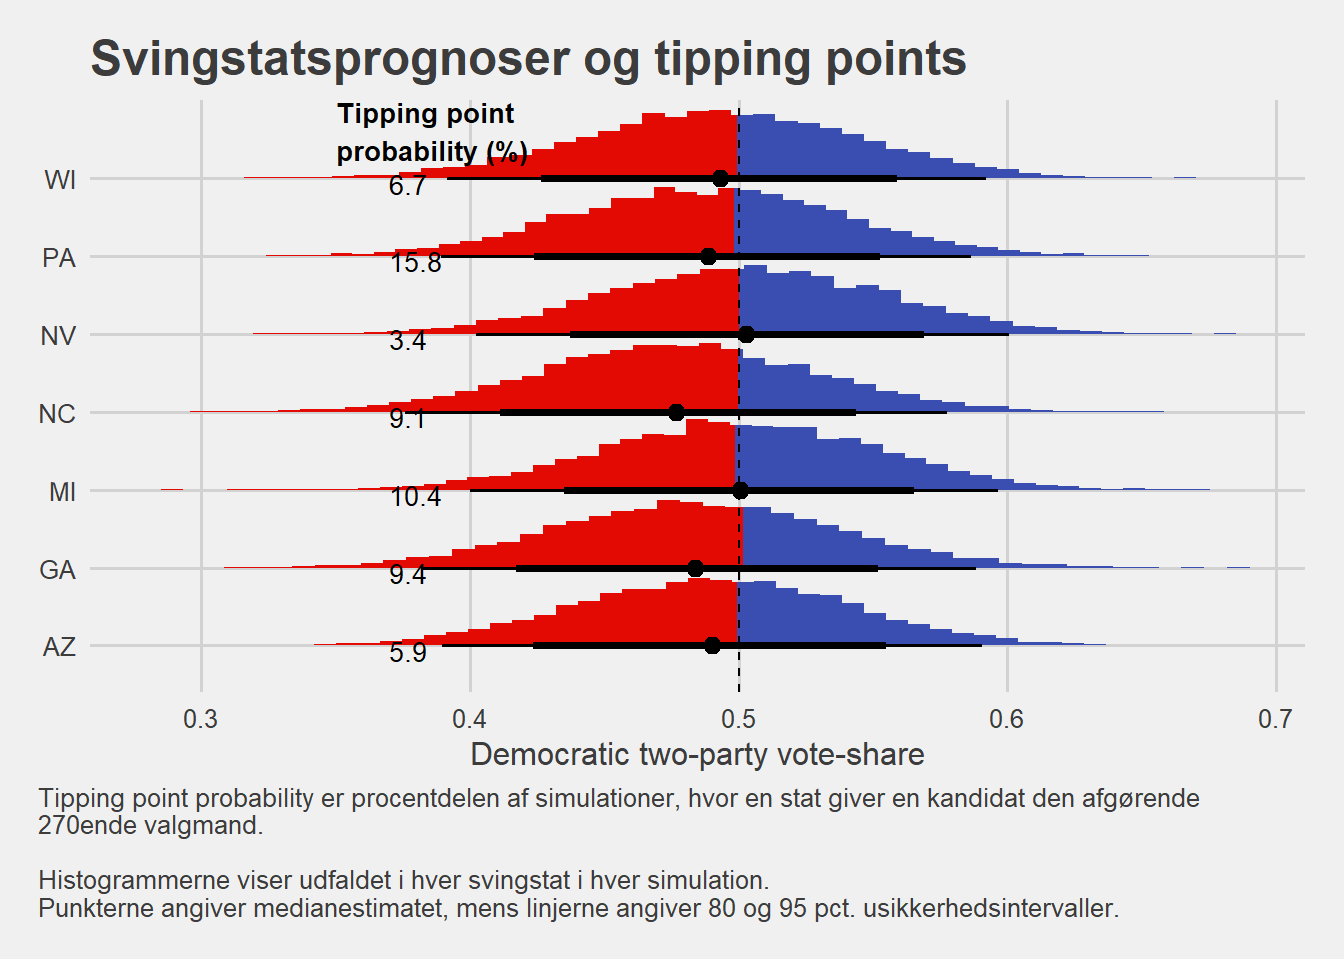 Svingstatsprognoser og tipping points
Tipping point
probability (%)
WI
6.7
PA
15.8
NV
3.4
NC
9.1
MI
10.4
GA
9.4
AZ
5.9
0.3 0.4 0.5 0.6 0.7
Democratic two-party vote-share
Tipping point probability er procentdelen af simulationer, hvor en stat giver en kandidat den afgørende
270ende valgmand.
Histogrammerne viser udfaldet i hver svingstat i hver simulation.
Punkterne angiver medianestimatet, mens linjerne angiver 80 og 95 pct. usikkerhedsintervaller.